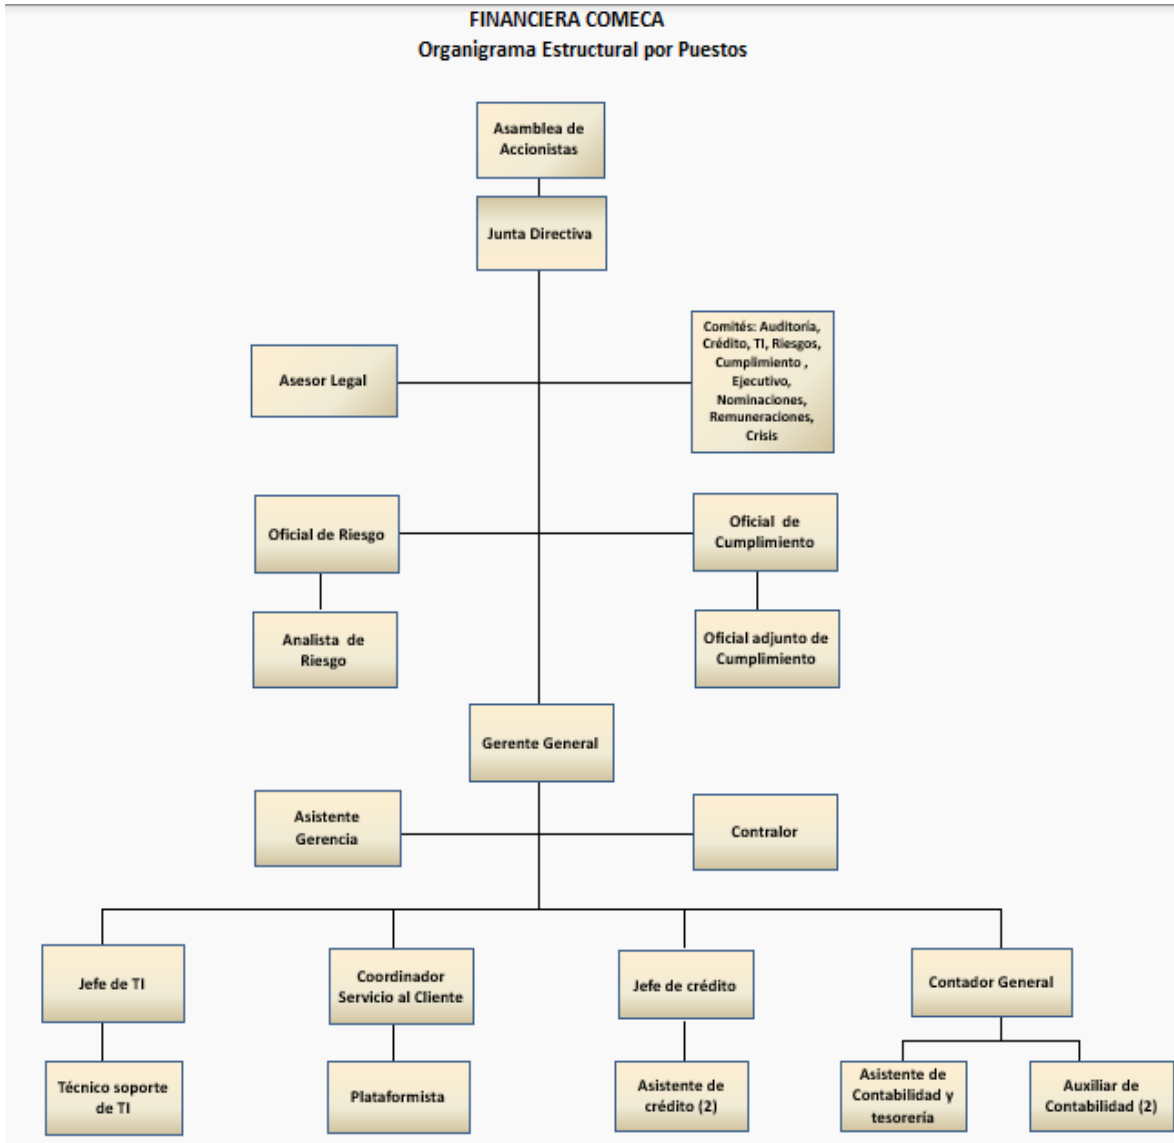 FINANCIERA COMECA
Organigrama Estructural por Puestos
Asamblea de
Accionistas
Junta Directiva
Asesor Legal
Comités: Auditoría,
Crédito, TI, Riesgos,
Cumplimiento ,
Ejecutivo,
Nominaciones,
Remuneraciones,
Crisis
Oficial de Riesgo
Oficial de
Cumplimiento
Analista de
Riesgo
Oficial adjunto de
Cumplimiento
Gerente General
Asistente
Gerencia
Contralor
Jefe de TI
Coordinador
Servicio al Cliente
Jefe de crédito
Contador General
Técnico soporte
de TI
Plataformista
Asistente de
crédito (2)
Asistente de
Contabilidad y
tesorería
Auxiliar de
Contabilidad (2)